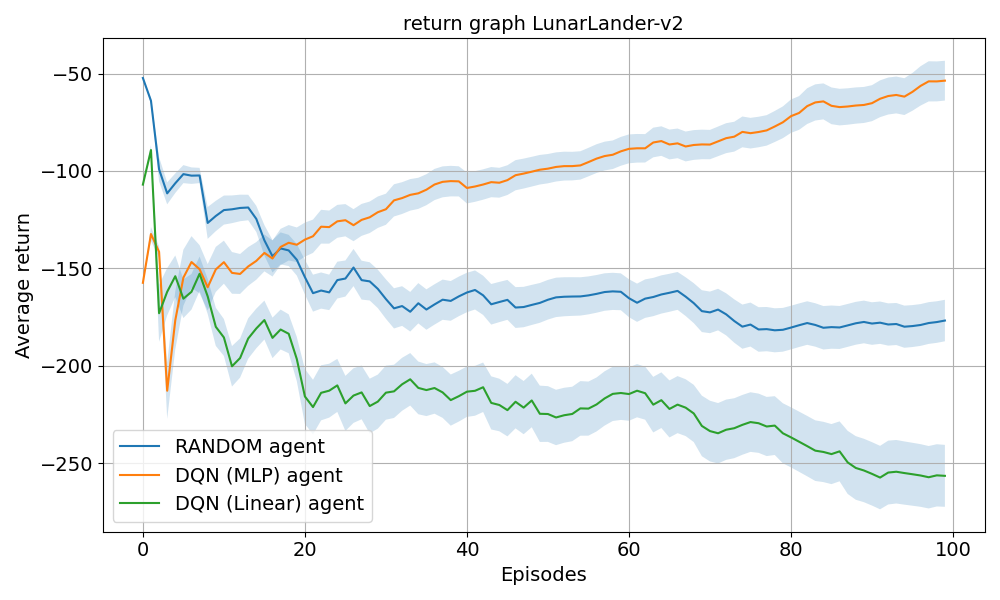 return graph LunarLander-v2
Average return
−50
−100
−150
−200
−250
RANDOM agent
DQN (MLP) agent
DQN (Linear) agent
0 20 40 60 80 100
Episodes